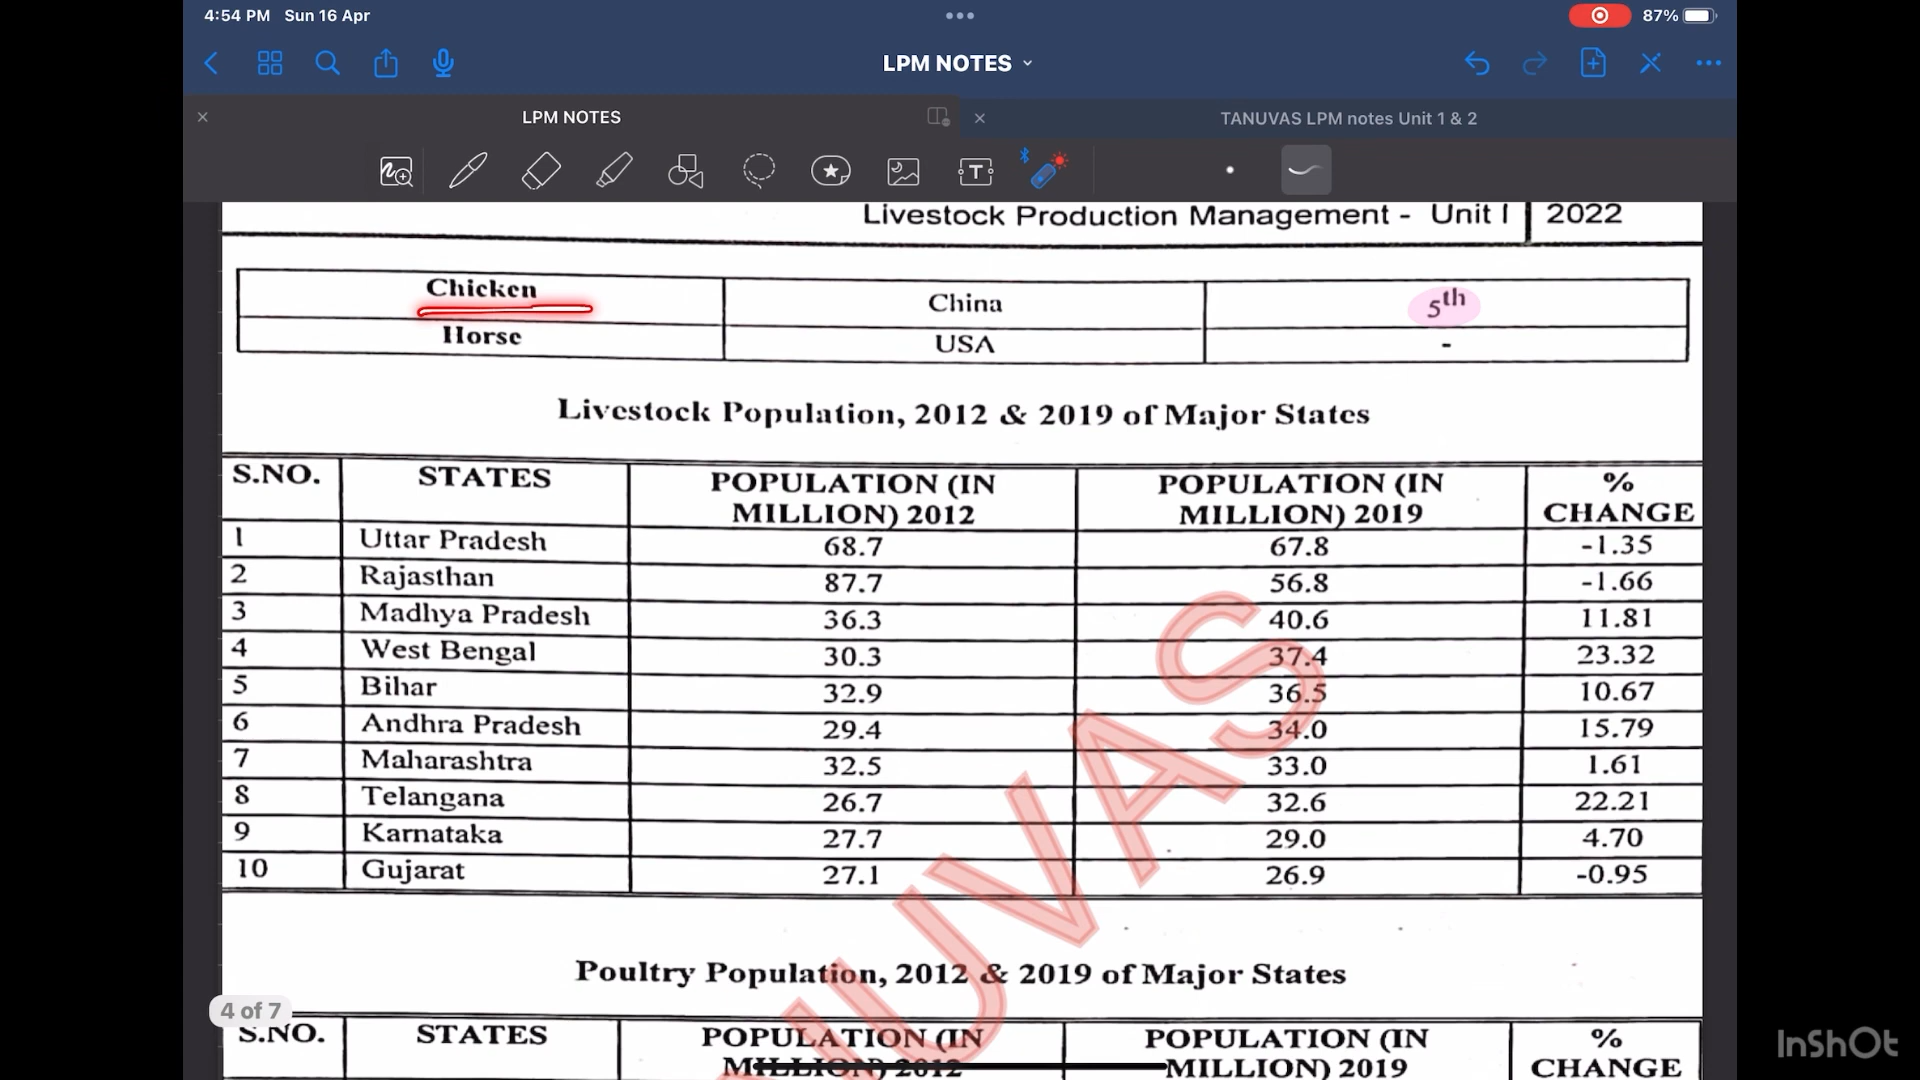 4:54 PM Sun 16 Apr
87%
LPM NOTES
LPM NOTES
TANUVAS LPM notes Unit 1 & 2
Livestock Production Management - Unit I 2022
Chicken China 5th
Horse USA -
Livestock Population, 2012 & 2019 of Major States
S.NO. STATES POPULATION (IN MILLION) 2012 POPULATION (IN MILLION) 2019 % CHANGE
1 Uttar Pradesh 68.7 67.8 -1.35
2 Rajasthan 87.7 56.8 -1.66
3 Madhya Pradesh 36.3 40.6 11.81
4 West Bengal 30.3 37.4 23.32
5 Bihar 32.9 36.5 10.67
6 Andhra Pradesh 29.4 34.0 15.79
7 Maharashtra 32.5 33.0 1.61
8 Telangana 26.7 32.6 22.21
9 Karnataka 27.7 29.0 4.70
10 Gujarat 27.1 26.9 -0.95
Poultry Population, 2012 & 2019 of Major States
4 of 7
S.NO. STATES POPULATION (IN MILLION) 2012 POPULATION (IN MILLION) 2019 % CHANGE
NUVAS
InShOt